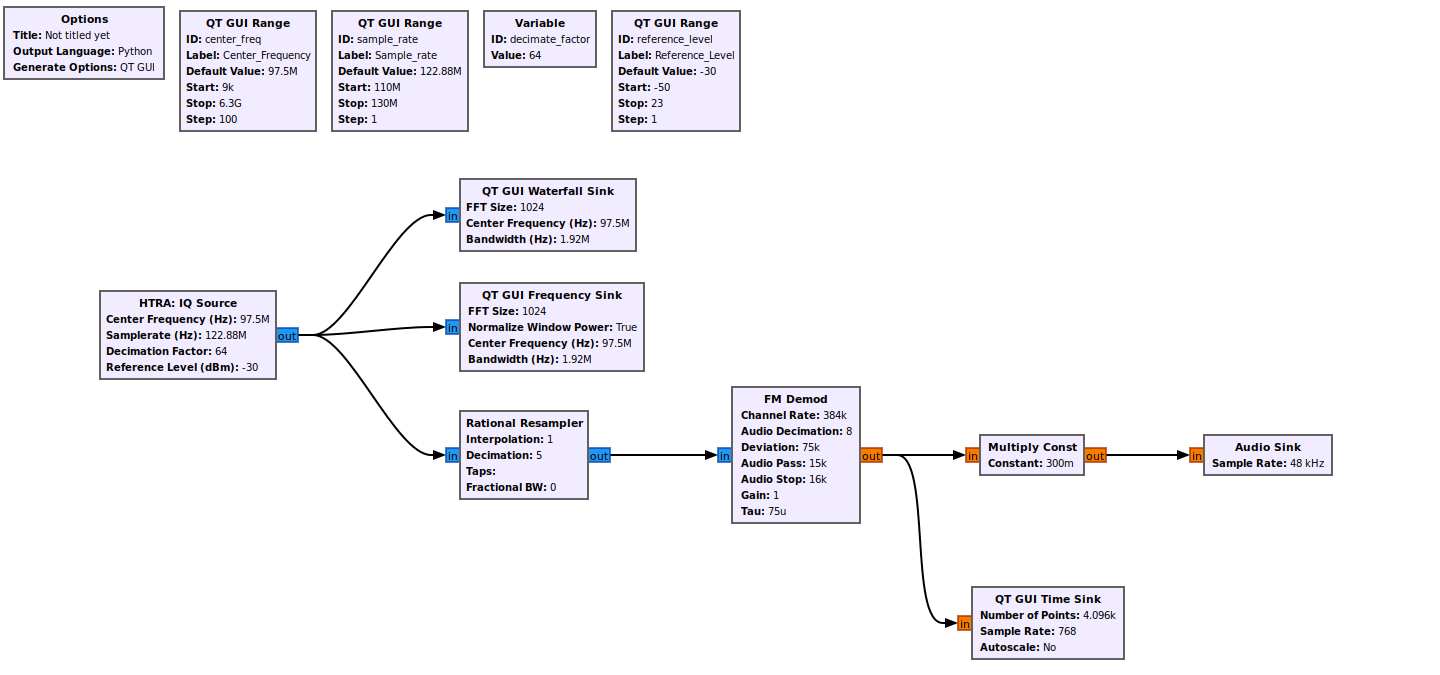 Options
Title: Not titled yet
Output Language: Python
Generate Options: QT GUI
QT GUI Range
ID: center_freq
Label: Center_Frequency
Default Value: 97.5M
Start: 9k
Stop: 6.3G
Step: 100
QT GUI Range
ID: sample_rate
Label: Sample_rate
Default Value: 122.88M
Start: 110M
Stop: 130M
Step: 1
Variable
ID: decimate_factor
Value: 64
QT GUI Range
ID: reference_level
Label: Reference_Level
Default Value: -30
Start: -50
Stop: 23
Step: 1
HTRA: IQ Source
Center Frequency (Hz): 97.5M
Samplerate (Hz): 122.88M
Decimation Factor: 64
Reference Level (dBm): -30
out
in
QT GUI Waterfall Sink
FFT Size: 1024
Center Frequency (Hz): 97.5M
Bandwidth (Hz): 1.92M
in
QT GUI Frequency Sink
FFT Size: 1024
Normalize Window Power: True
Center Frequency (Hz): 97.5M
Bandwidth (Hz): 1.92M
in
Rational Resampler
Interpolation: 1
Decimation: 5
Taps:
Fractional BW: 0
out
in
FM Demod
Channel Rate: 384k
Audio Decimation: 8
Deviation: 75k
Audio Pass: 15k
Audio Stop: 16k
Gain: 1
Tau: 75u
out
in
Multiply Const
Constant: 300m
out
in
Audio Sink
Sample Rate: 48 kHz
in
QT GUI Time Sink
Number of Points: 4.096k
Sample Rate: 768
Autoscale: No